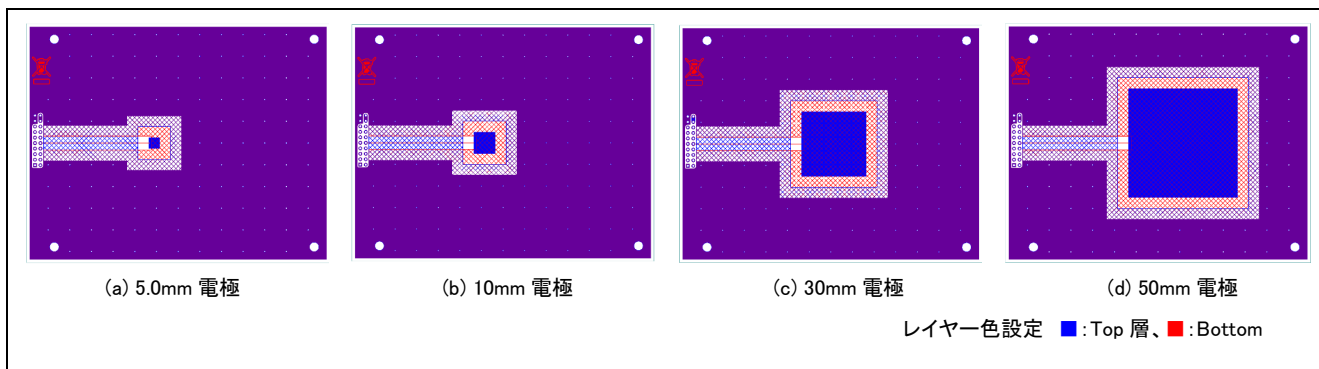 (a) 5.0mm 電極
(b) 10mm 電極
(c) 30mm 電極
(d) 50mm 電極
レイヤー色設定 ■:Top 層、■:Bottom